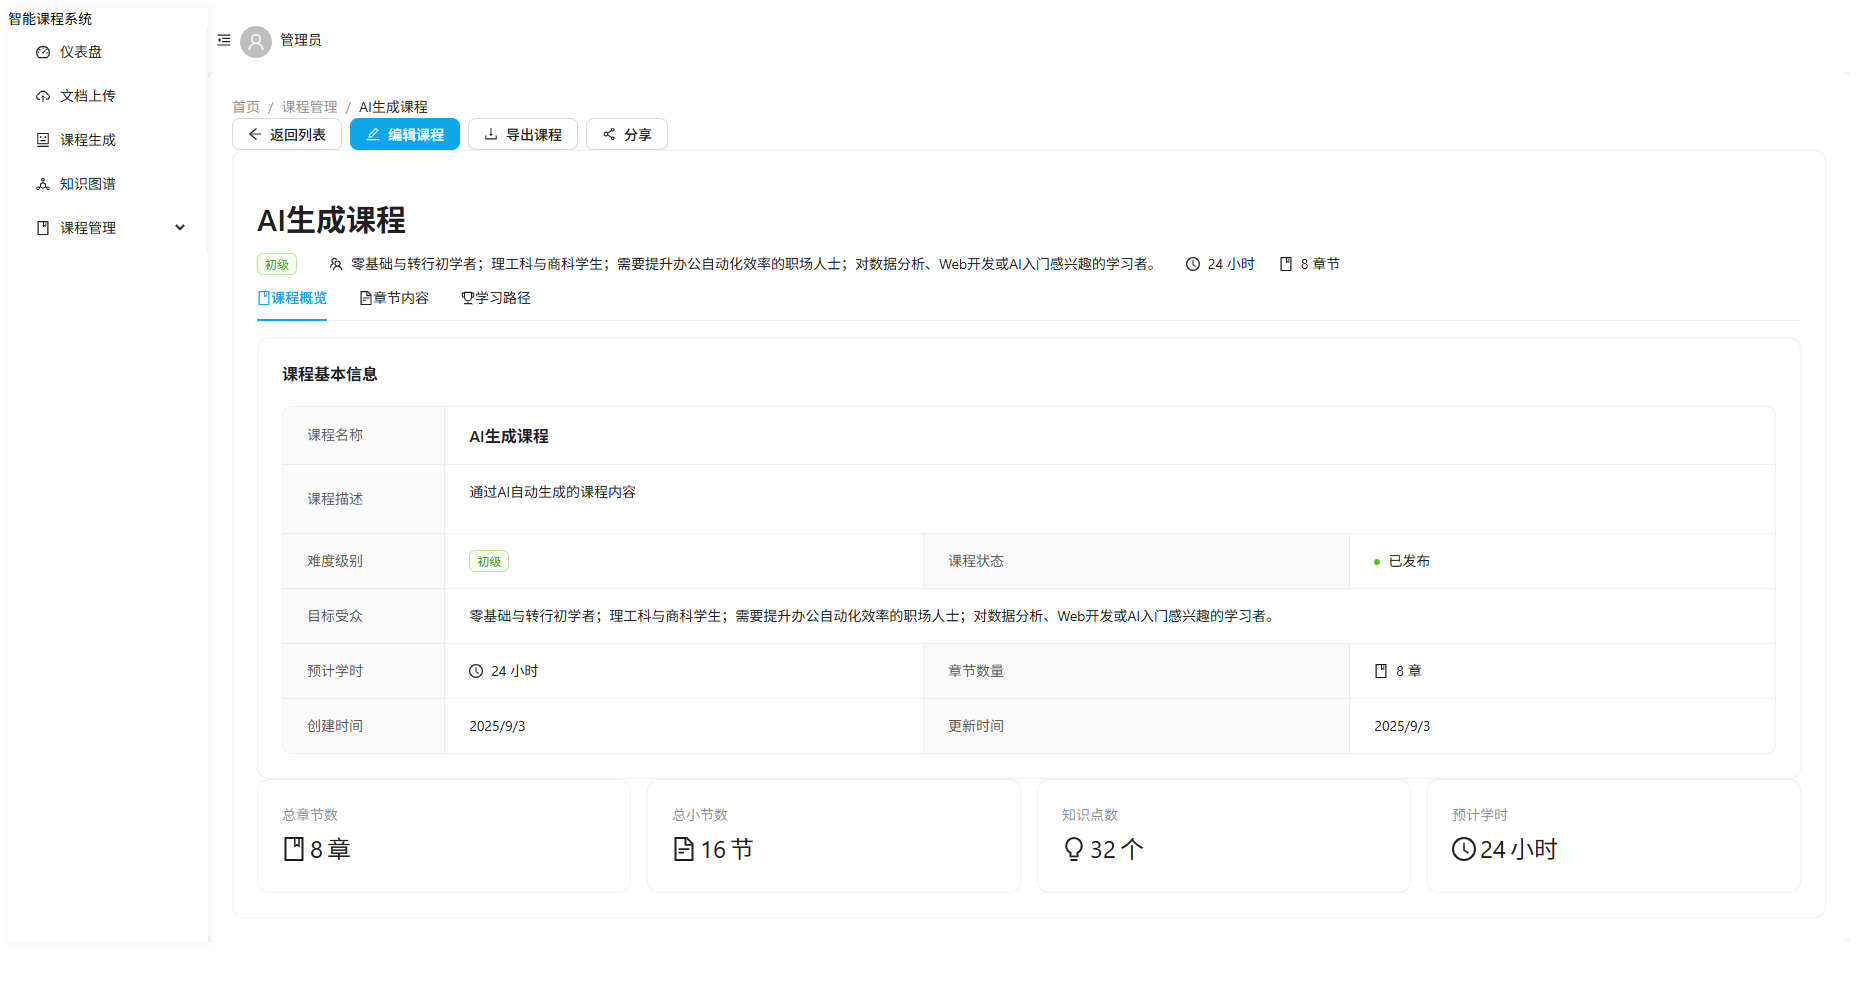 智能课程系统
仪表盘
文档上传
课程生成
知识图谱
课程管理
管理员
首页 / 课程管理 / AI生成课程
返回列表 编辑课程 导出课程 分享
AI生成课程
初级 零基础与转行初学者；理工科与商科学生；需要提升办公自动化效率的职场人士；对数据分析、Web开发或AI入门感兴趣的学习者。 24 小时 8 章节
课程概览 章节内容 学习路径
课程基本信息
课程名称 AI生成课程
课程描述 通过AI自动生成的课程内容
难度级别 初级 课程状态 已发布
目标受众 零基础与转行初学者；理工科与商科学生；需要提升办公自动化效率的职场人士；对数据分析、Web开发或AI入门感兴趣的学习者。
预计学时 24 小时 章节数量 8 章
创建时间 2025/9/3 更新时间 2025/9/3
总章节数 总小节数 知识点数 预计学时
8 章 16 节 32 个 24 小时